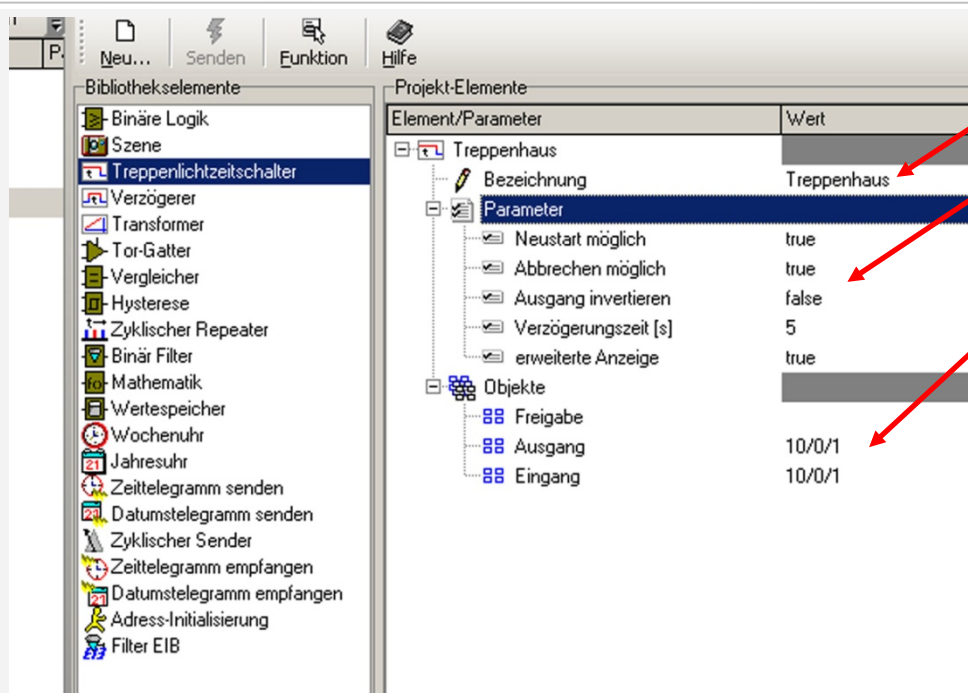 Neu...
Senden
Funktion
Hilfe
Bibliothekselemente
Binäre Logik
Szene
Treppenlichtzeitschalter
Verzögerer
Transformer
Tor-Gatter
Vergleicher
Hysterese
Zyklischer Repeater
Binär Filter
Mathematik
Wertespeicher
Wochenuhr
Jahresuhr
Zeittelegramm senden
Datumstelegramm senden
Zyklischer Sender
Zeittelegramm empfangen
Datumstelegramm empfangen
Adress-Initialisierung
Filter EIB
Projekt-Elemente
Element/Parameter Wert
Treppenhaus
Bezeichnung Treppenhaus
Parameter
Neustart möglich true
Abbrechen möglich true
Ausgang invertieren false
Verzögerungszeit [s] 5
erweiterte Anzeige true
Objekte
Freigabe
Ausgang 10/0/1
Eingang 10/0/1